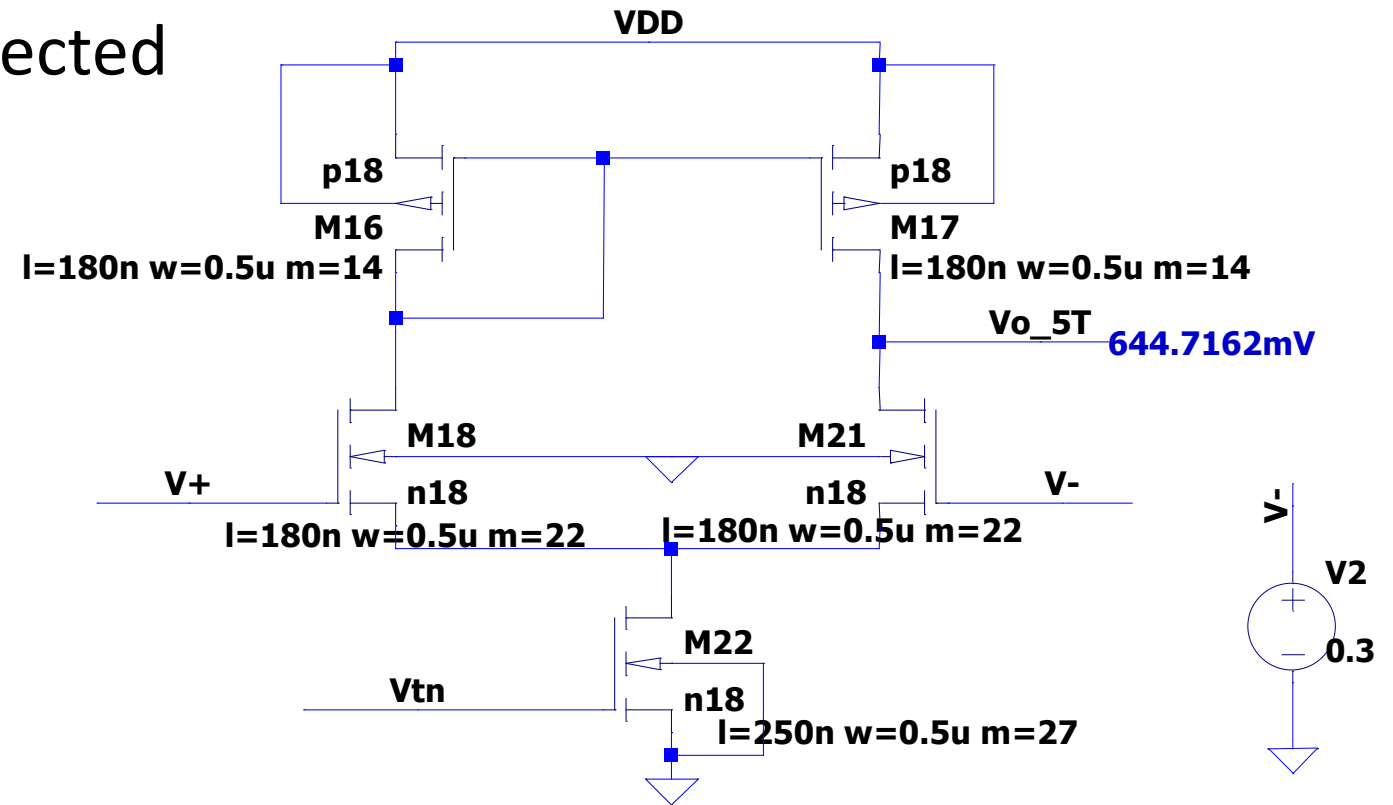 ected
VDD
p18
p18
M16
M17
l=180n w=0.5u m=14
l=180n w=0.5u m=14
Vo_5T
644.7162mV
M18
M21
V+
n18
n18
V-
l=180n w=0.5u m=22
l=180n w=0.5u m=22
V-
V2
M22
0.3
Vtn
n18
l=250n w=0.5u m=27